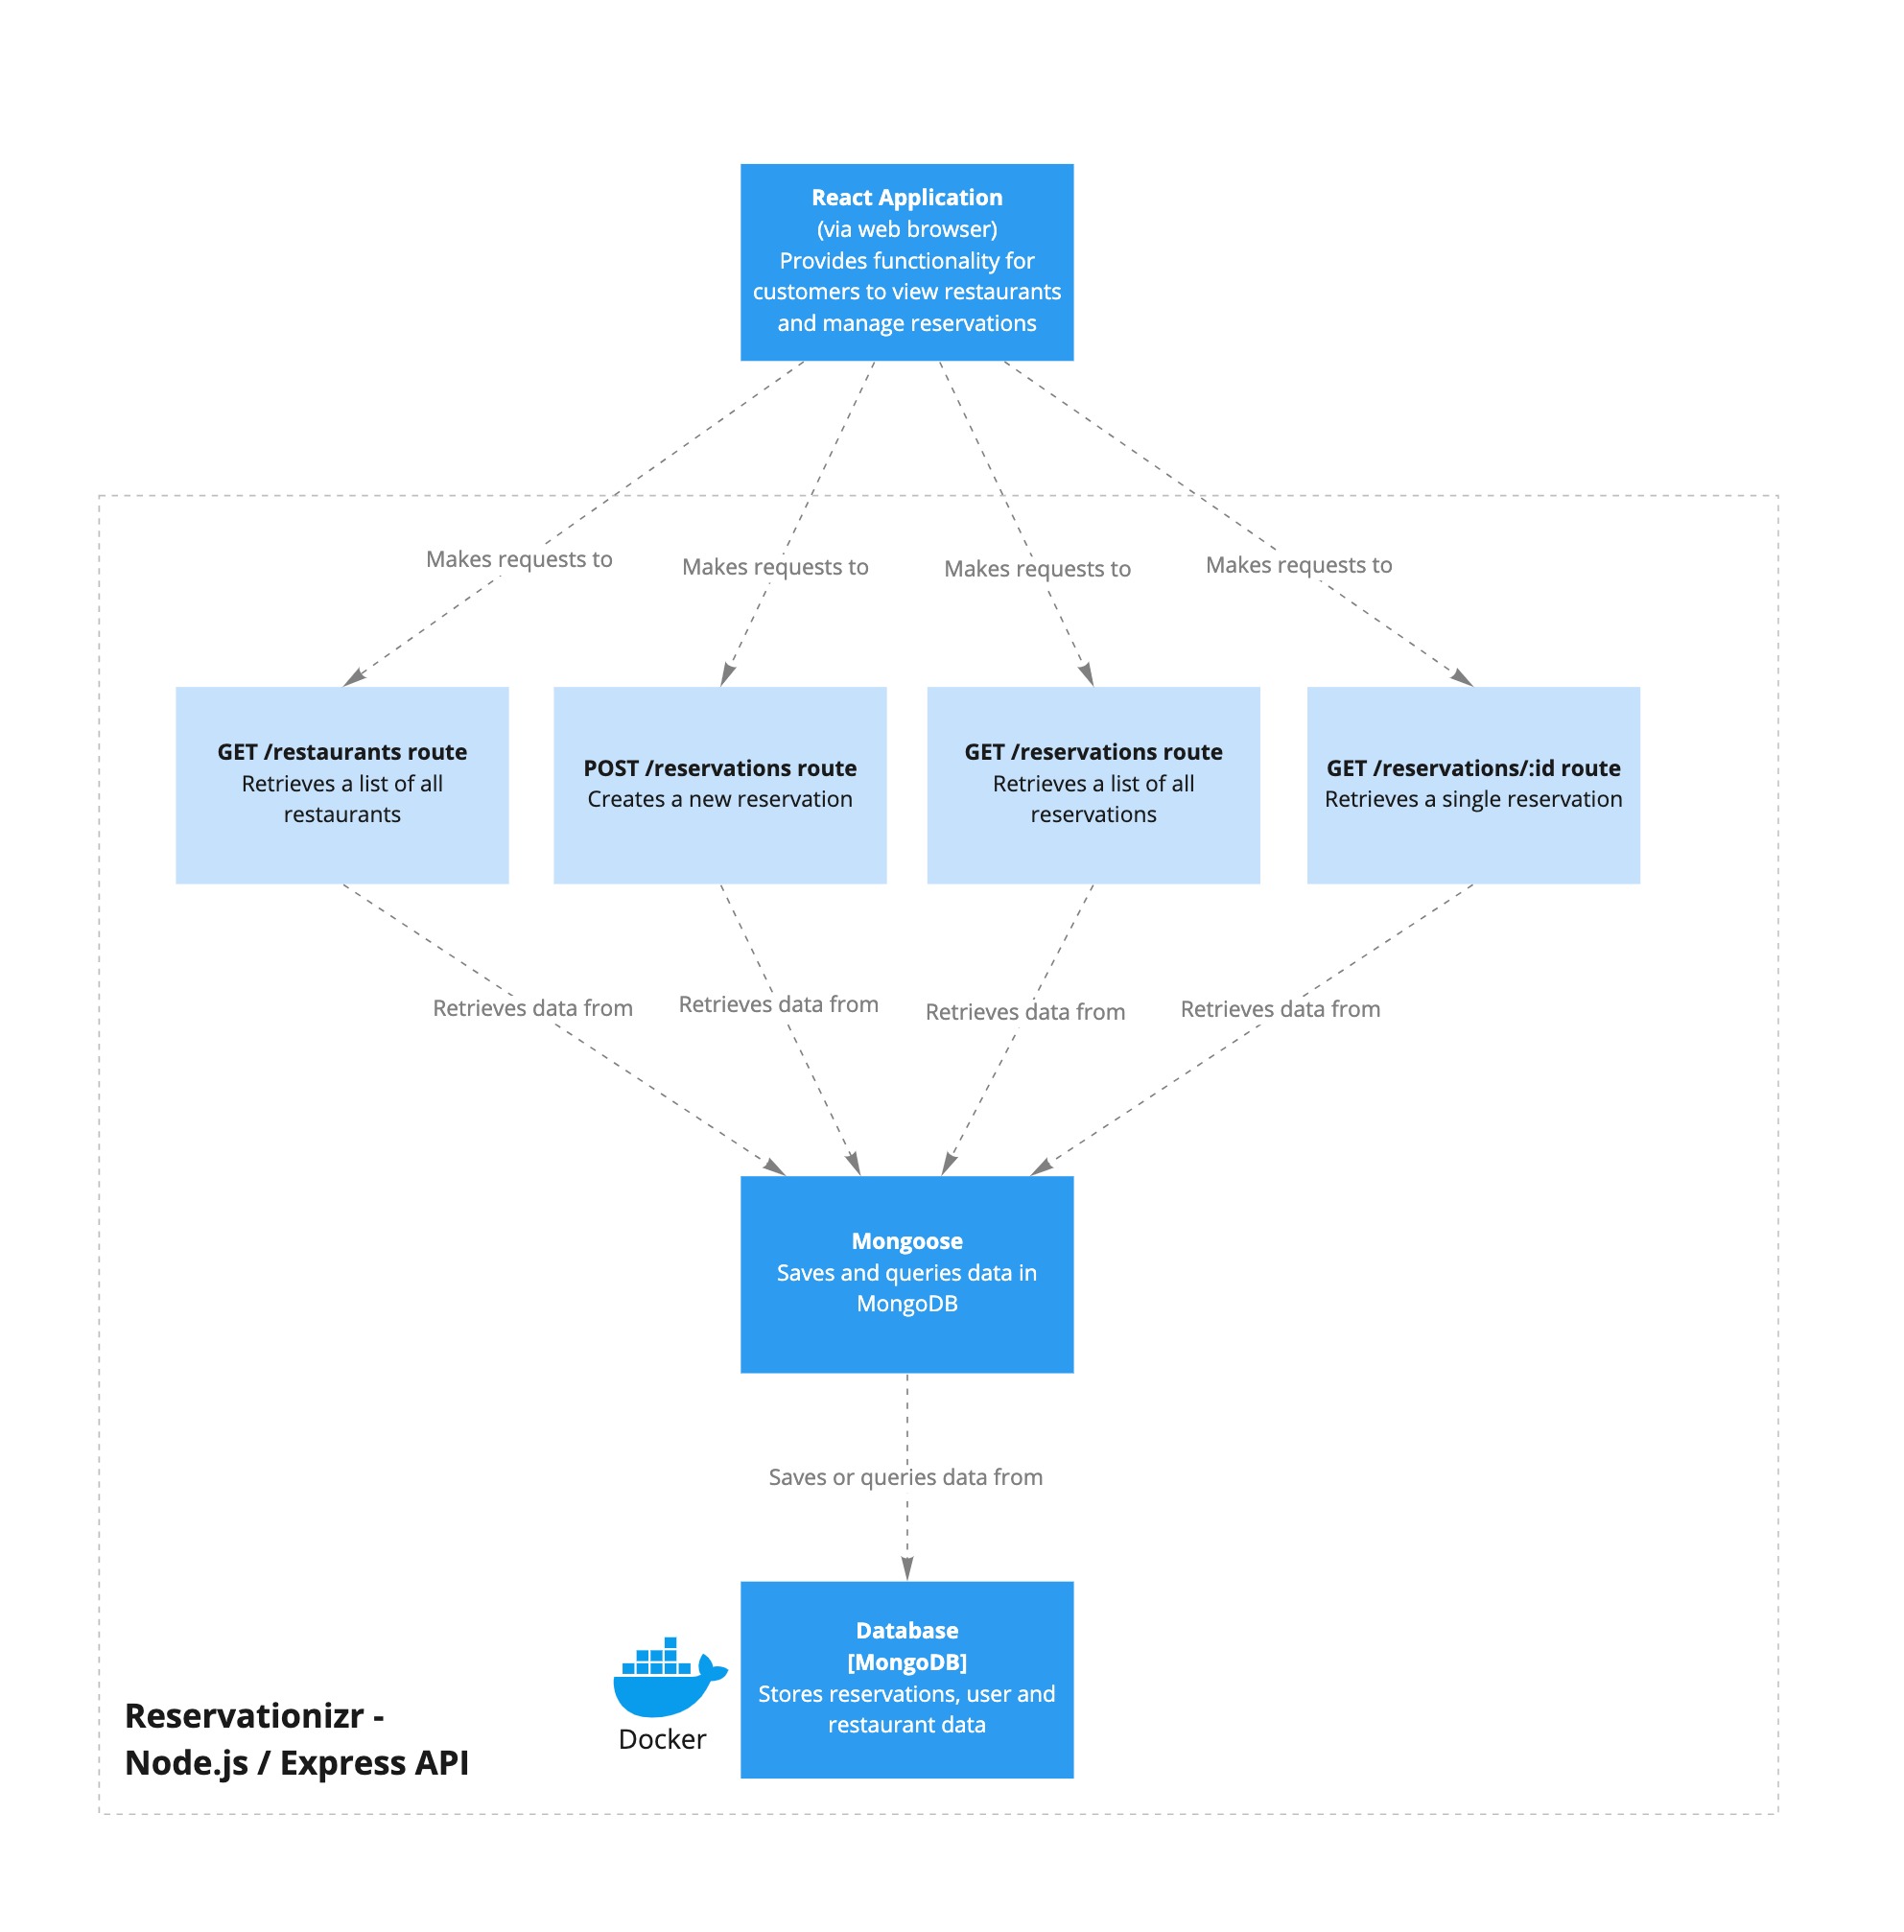 React Application
(via web browser)
Provides functionality for
customers to view restaurants
and manage reservations
Makes requests to
Makes requests to
Makes requests to
Makes requests to
GET /restaurants route
Retrieves a list of all
restaurants
POST /reservations route
Creates a new reservation
GET /reservations route
Retrieves a list of all
reservations
GET /reservations/:id route
Retrieves a single reservation
Retrieves data from
Retrieves data from
Retrieves data from
Retrieves data from
Mongoose
Saves and queries data in
MongoDB
Saves or queries data from
Database
[MongoDB]
Stores reservations, user and
restaurant data
Docker
Reservationizr -
Node.js / Express API